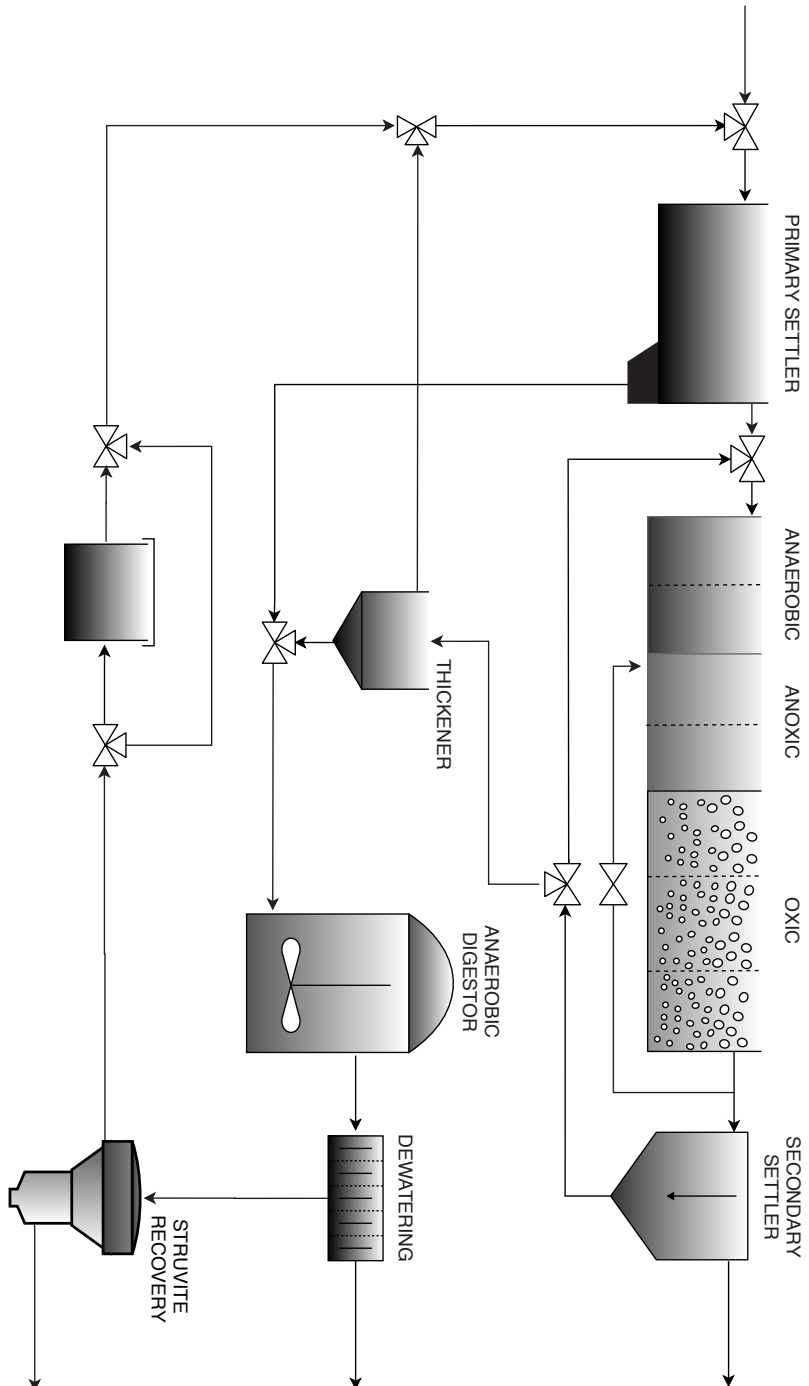 PRIMARY SETTLER
ANAEROBIC
ANOXIC
OXIC
SECONDARY
SETTLER
THICKENER
ANAEROBIC
DIGESTOR
DEWATERING
STRUVITE
RECOVERY